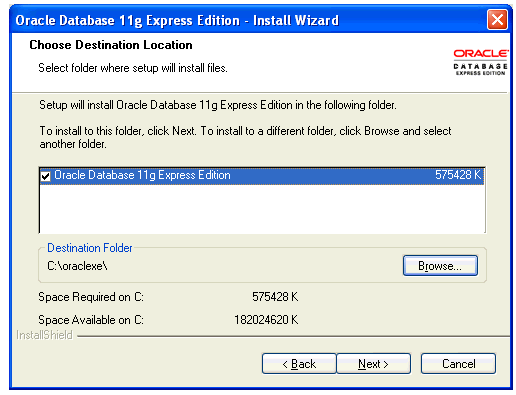 Oracle Database 11g Express Edition - Install Wizard
Choose Destination Location
Select folder where setup will install files.
ORACLE
DATABASE
EXPRESS EDITION
Setup will install Oracle Database 11g Express Edition in the following folder.
To install to this folder, click Next. To install to a different folder, click Browse and select
another folder.
Oracle Database 11g Express Edition 575428 K
Destination Folder
C:\oraclexe\
Browse...
Space Required on C: 575428 K
Space Available on C: 182024620 K
InstallShield
< Back Next > Cancel